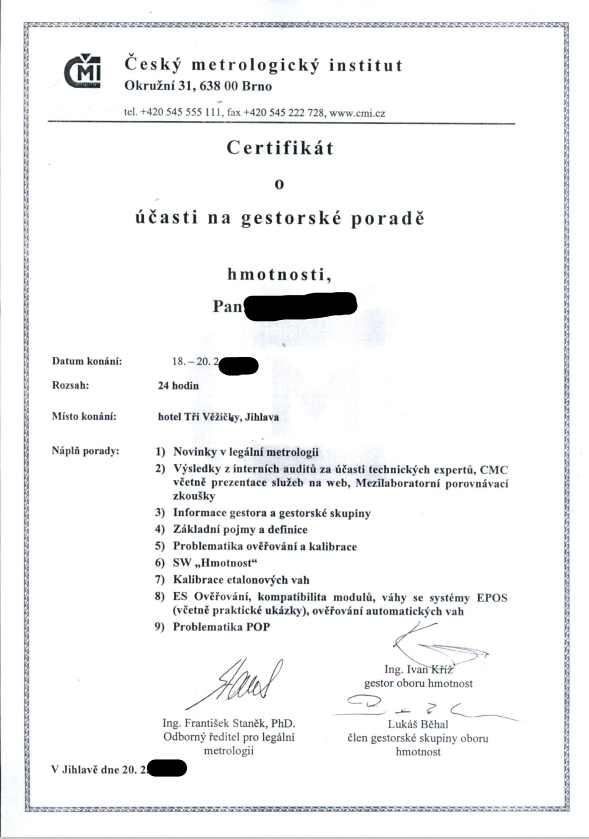 ČMI
Český metrologický institut
Okružní 31, 638 00 Brno
tel. +420 545 555 111, fax +420 545 222 728, www.cmi.cz
Certifikát
o
účasti na gestorské poradě
hmotnosti,
Pan
Datum konání: 18. – 20. 2
Rozsah: 24 hodin
Místo konání: hotel Tři Věžičky, Jihlava
Náplň porady: 1) Novinky v legální metrologii
2) Výsledky z interních auditů za účasti technických expertů, CMC
včetně prezentace služeb na web, Mezilaboratorní porovnávací
zkoušky
3) Informace gestora a gestorské skupiny
4) Základní pojmy a definice
5) Problematika ověřování a kalibrace
6) SW „Hmotnost“
7) Kalibrace etalonových vah
8) ES Ověřování, kompatibilita modulů, váhy se systémy EPOS
(včetně praktické ukázky), ověřování automatických vah
9) Problematika POP
Ing. Ivan Kříž
gestor oboru hmotnost
Ing. František Staněk, PhD.
Odborný ředitel pro legální
metrologii
Lukáš Běhal
člen gestorské skupiny oboru
hmotnost
V Jihlavě dne 20. 2